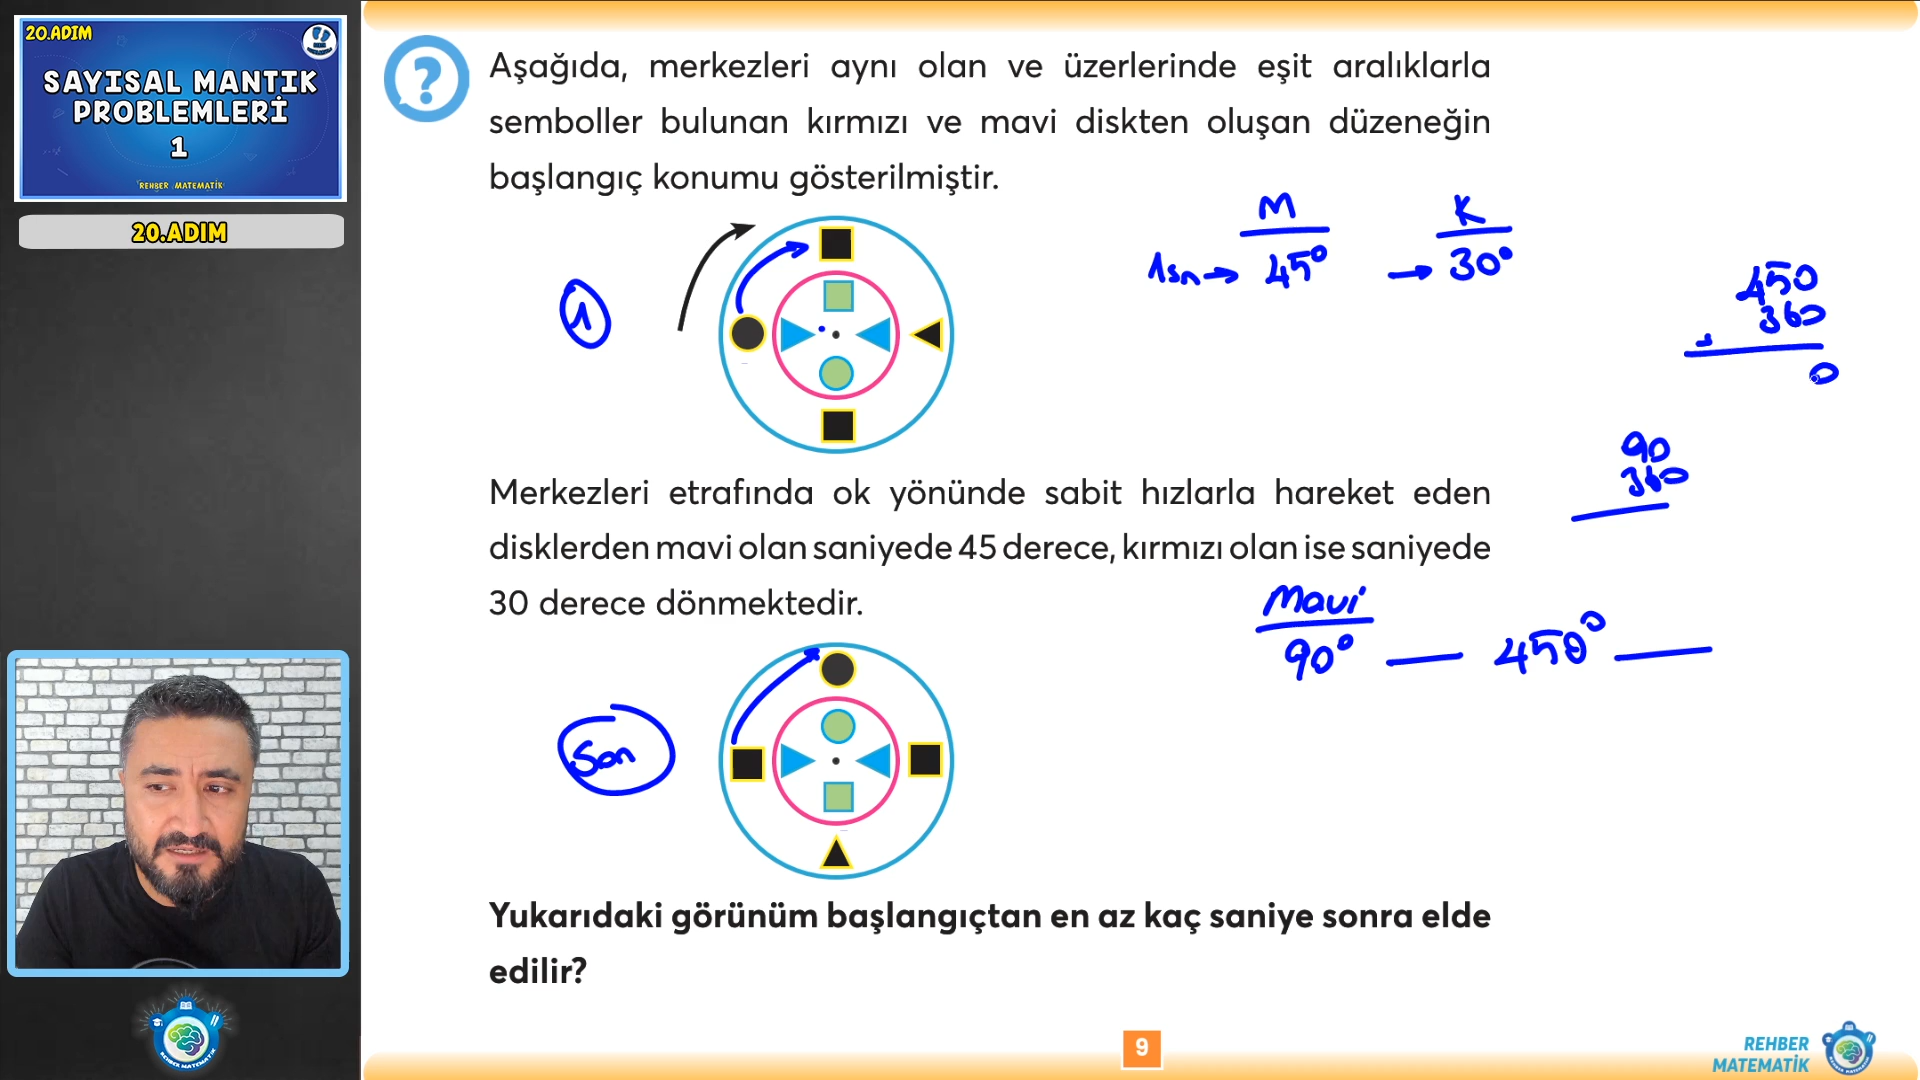 20.ADIM
SAYISAL MANTIK
PROBLEMLERİ
1
REHBER MATEMATİK
20.ADIM
Aşağıda, merkezleri aynı olan ve üzerlerinde eşit aralıklarla
semboller bulunan kırmızı ve mavi diskten oluşan düzeneğin
başlangıç konumu gösterilmiştir.
1
M K
1sn → 45° → 30°
450
360
0
90
360
Merkezleri etrafında ok yönünde sabit hızlarla hareket eden
disklerden mavi olan saniyede 45 derece, kırmızı olan ise saniyede
30 derece dönmektedir.
Mavi
90° — 450° —
Son
Yukarıdaki görünüm başlangıçtan en az kaç saniye sonra elde
edilir?
9
REHBER
MATEMATİK
REHBER MATEMATİK